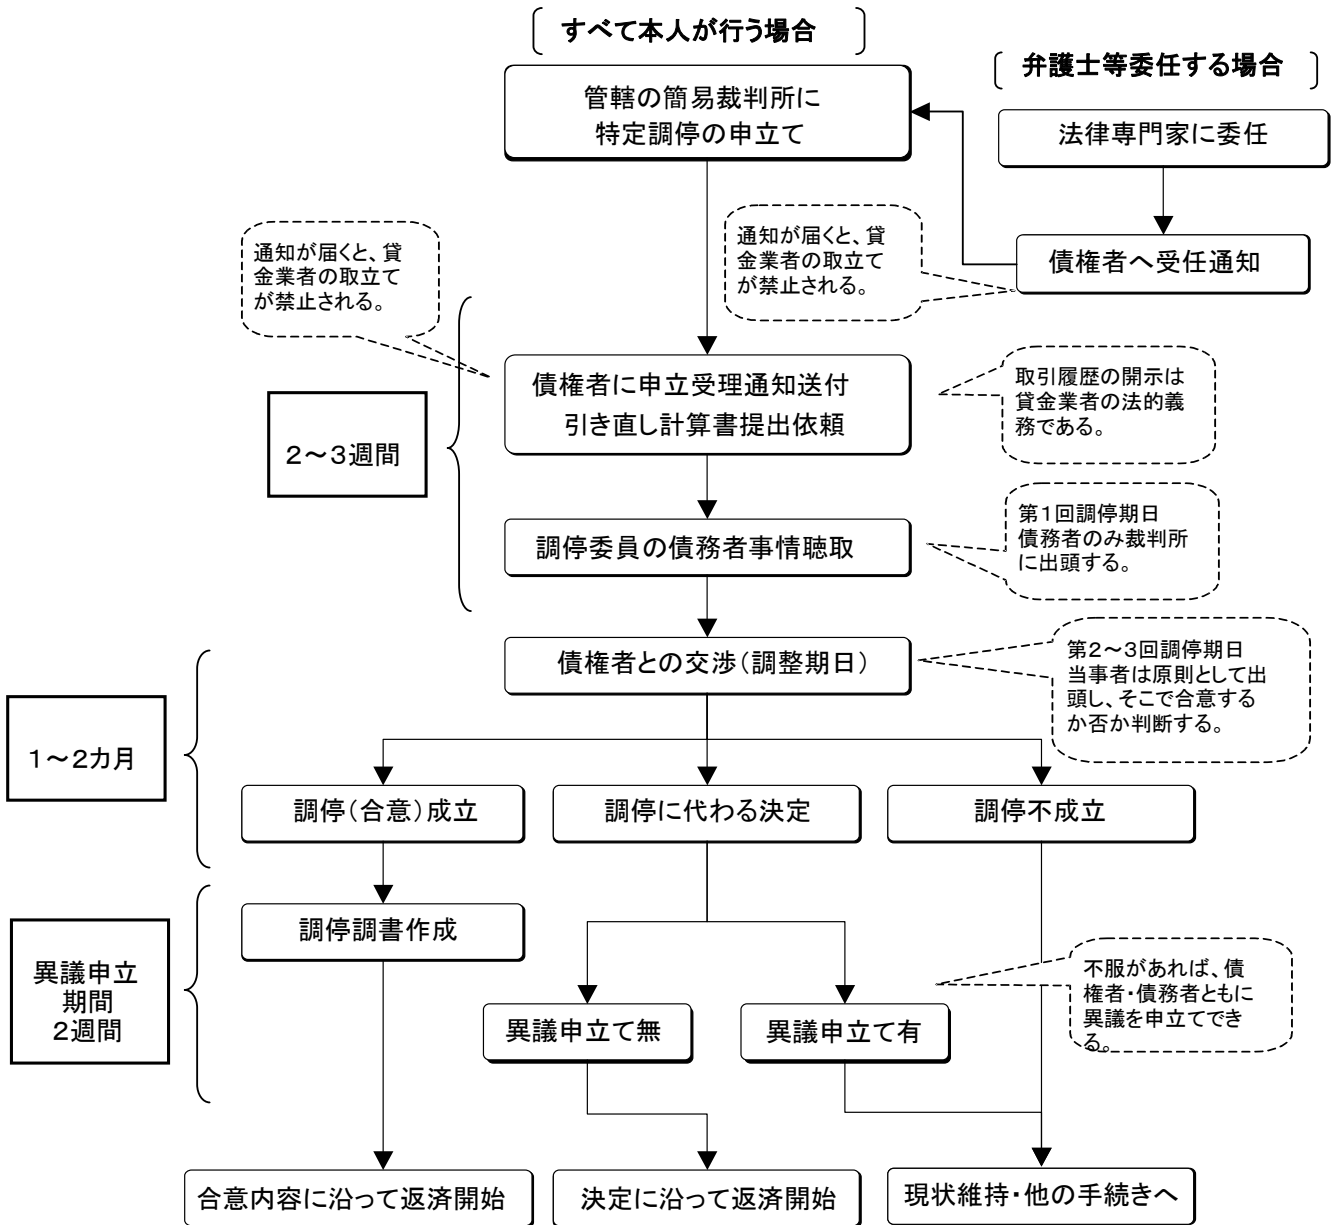 すべて本人が行う場合
弁護士等委任する場合
管轄の簡易裁判所に
特定調停の申立て
法律専門家に委任
通知が届くと、貸
金業者の取立て
が禁止される。
債権者へ受任通知
通知が届くと、貸
金業者の取立て
が禁止される。
債権者に申立受理通知送付
引き直し計算書提出依頼
取引履歴の開示は
貸金業者の法的義
務である。
2～3週間
調停委員の債務者事情聴取
第1回調停期日
債務者のみ裁判所
に出頭する。
債権者との交渉(調整期日)
第2～3回調停期日
当事者は原則として出
頭し、そこで合意する
か否か判断する。
1～2カ月
調停(合意)成立
調停に代わる決定
調停不成立
調停調書作成
異議申立
期間
2週間
不服があれば、債
権者・債務者ともに
異議を申立てでき
る。
異議申立て無
異議申立て有
合意内容に沿って返済開始
決定に沿って返済開始
現状維持・他の手続きへ